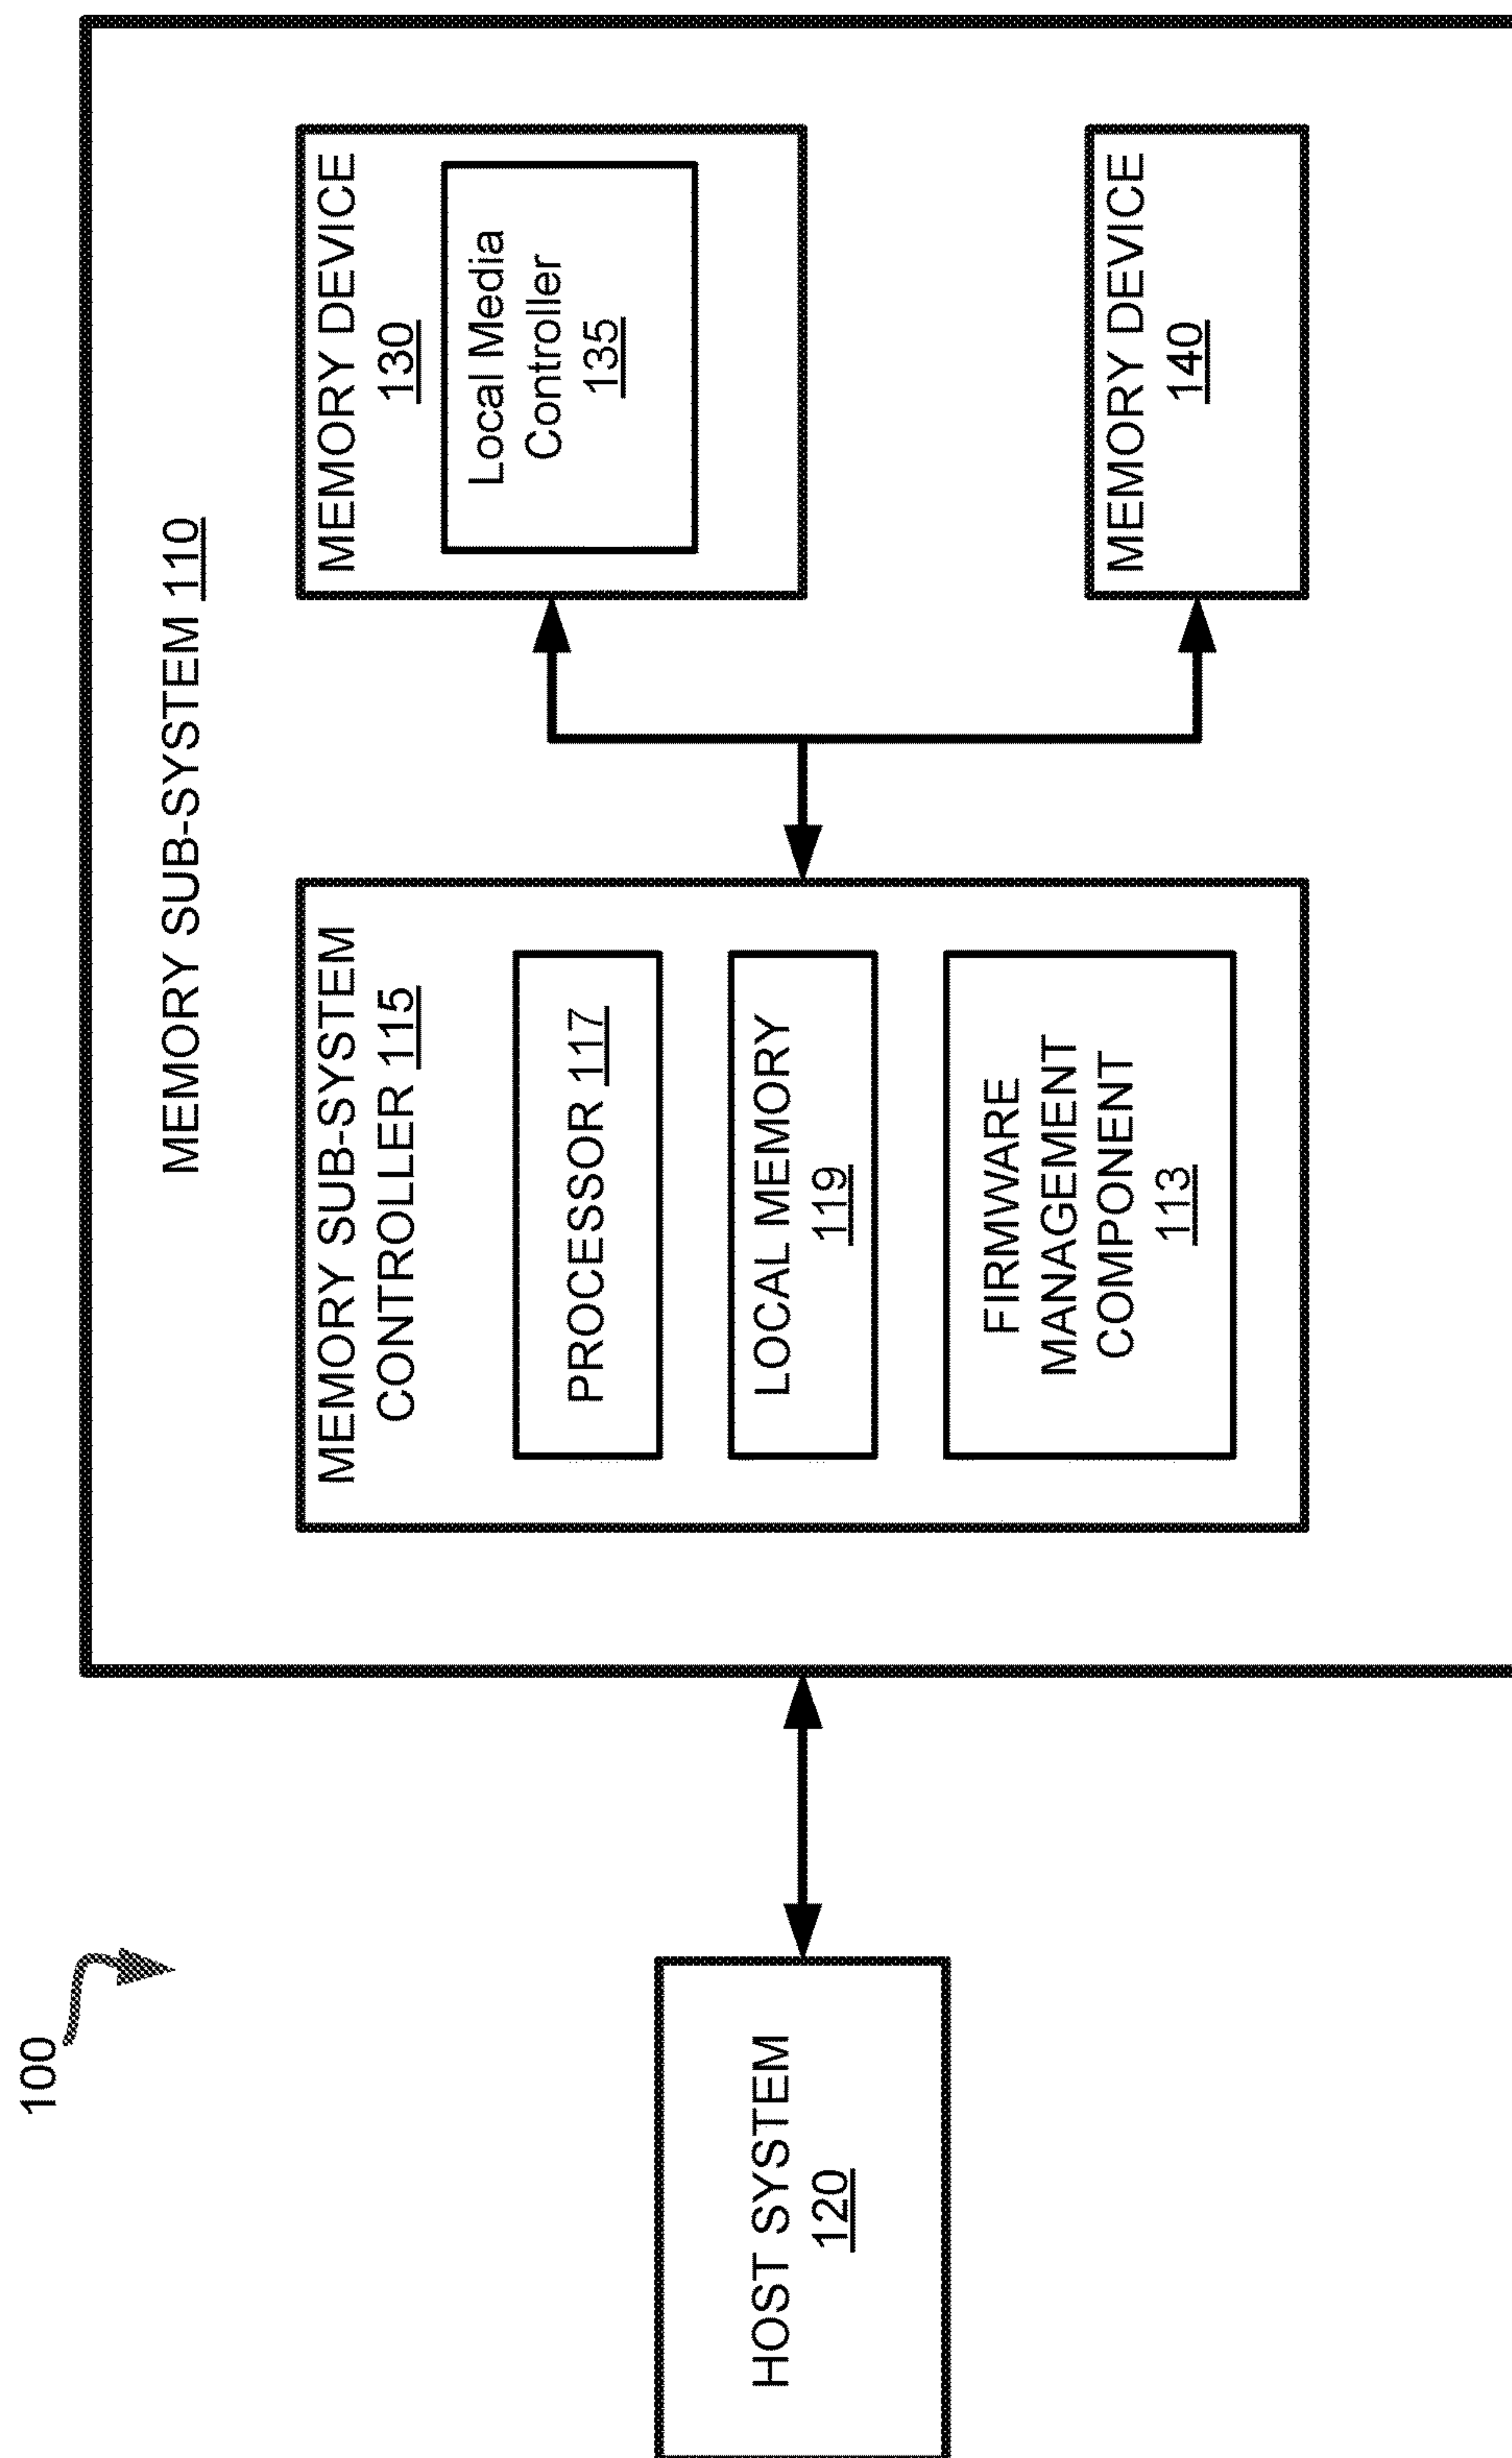 100
MEMORY SUB-SYSTEM 110
HOST SYSTEM
120
MEMORY SUB-SYSTEM
CONTROLLER 115
PROCESSOR 117
LOCAL MEMORY
119
FIRMWARE
MANAGEMENT
COMPONENT
113
MEMORY DEVICE
130
Local Media
Controller
135
MEMORY DEVICE
140